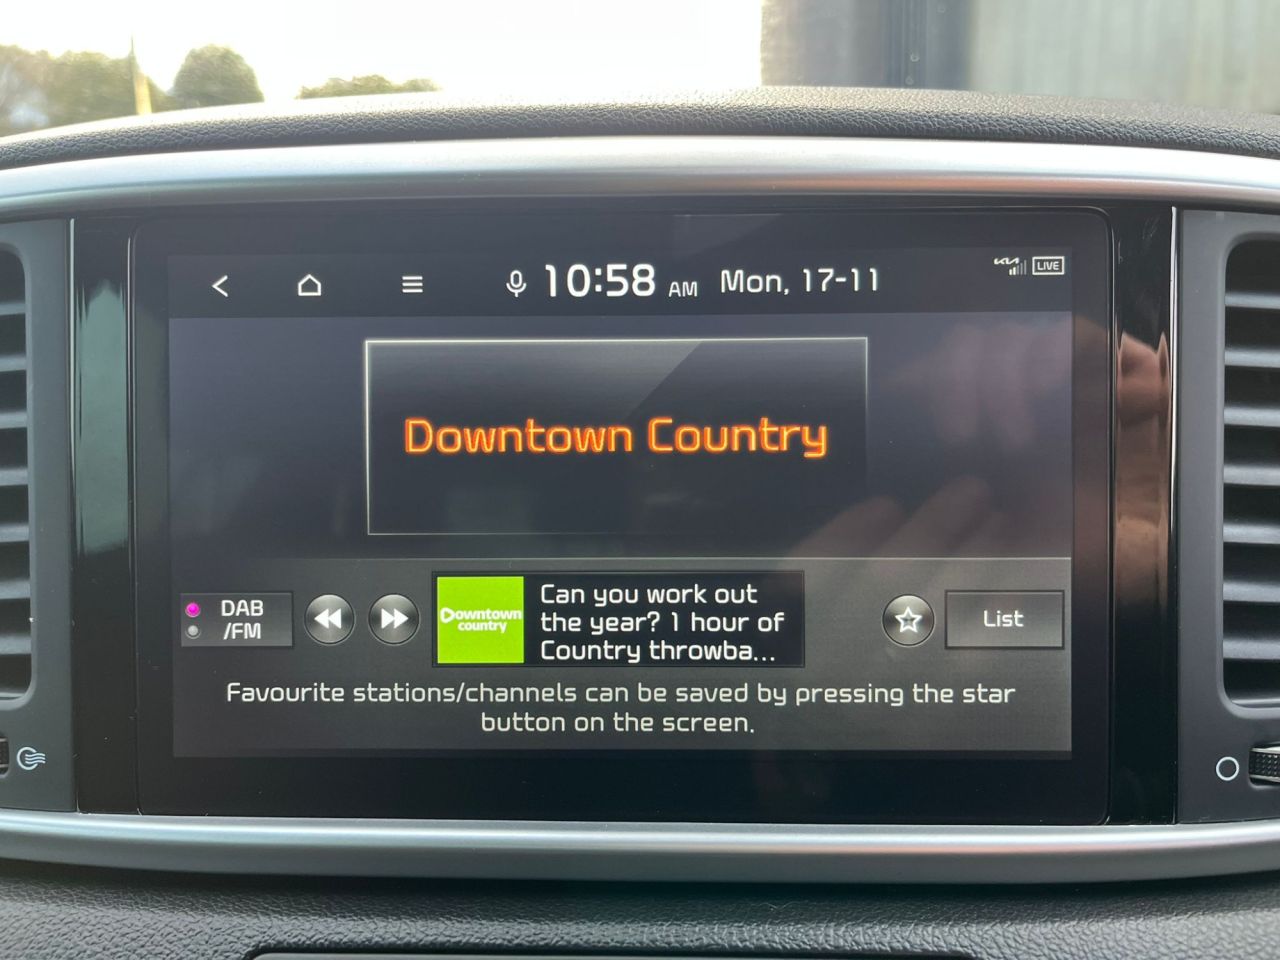 10:58 AM Mon, 17-11
KIA LIVE
Downtown Country
DAB
/FM
Downtown
country
Can you work out
the year? 1 hour of
Country throwba...
List
Favourite stations/channels can be saved by pressing the star
button on the screen.